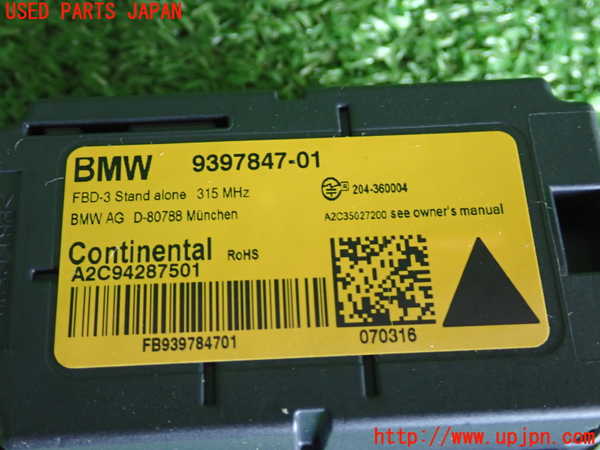 USED PARTS JAPAN
BMW 9397847-01
FBD-3 Stand alone 315 MHz
204-360004
BMW AG D-80788 München
A2C35027200 see owner's manual
Continental RoHS
A2C94287501
FB939784701
070316
http://www.upjpn.com